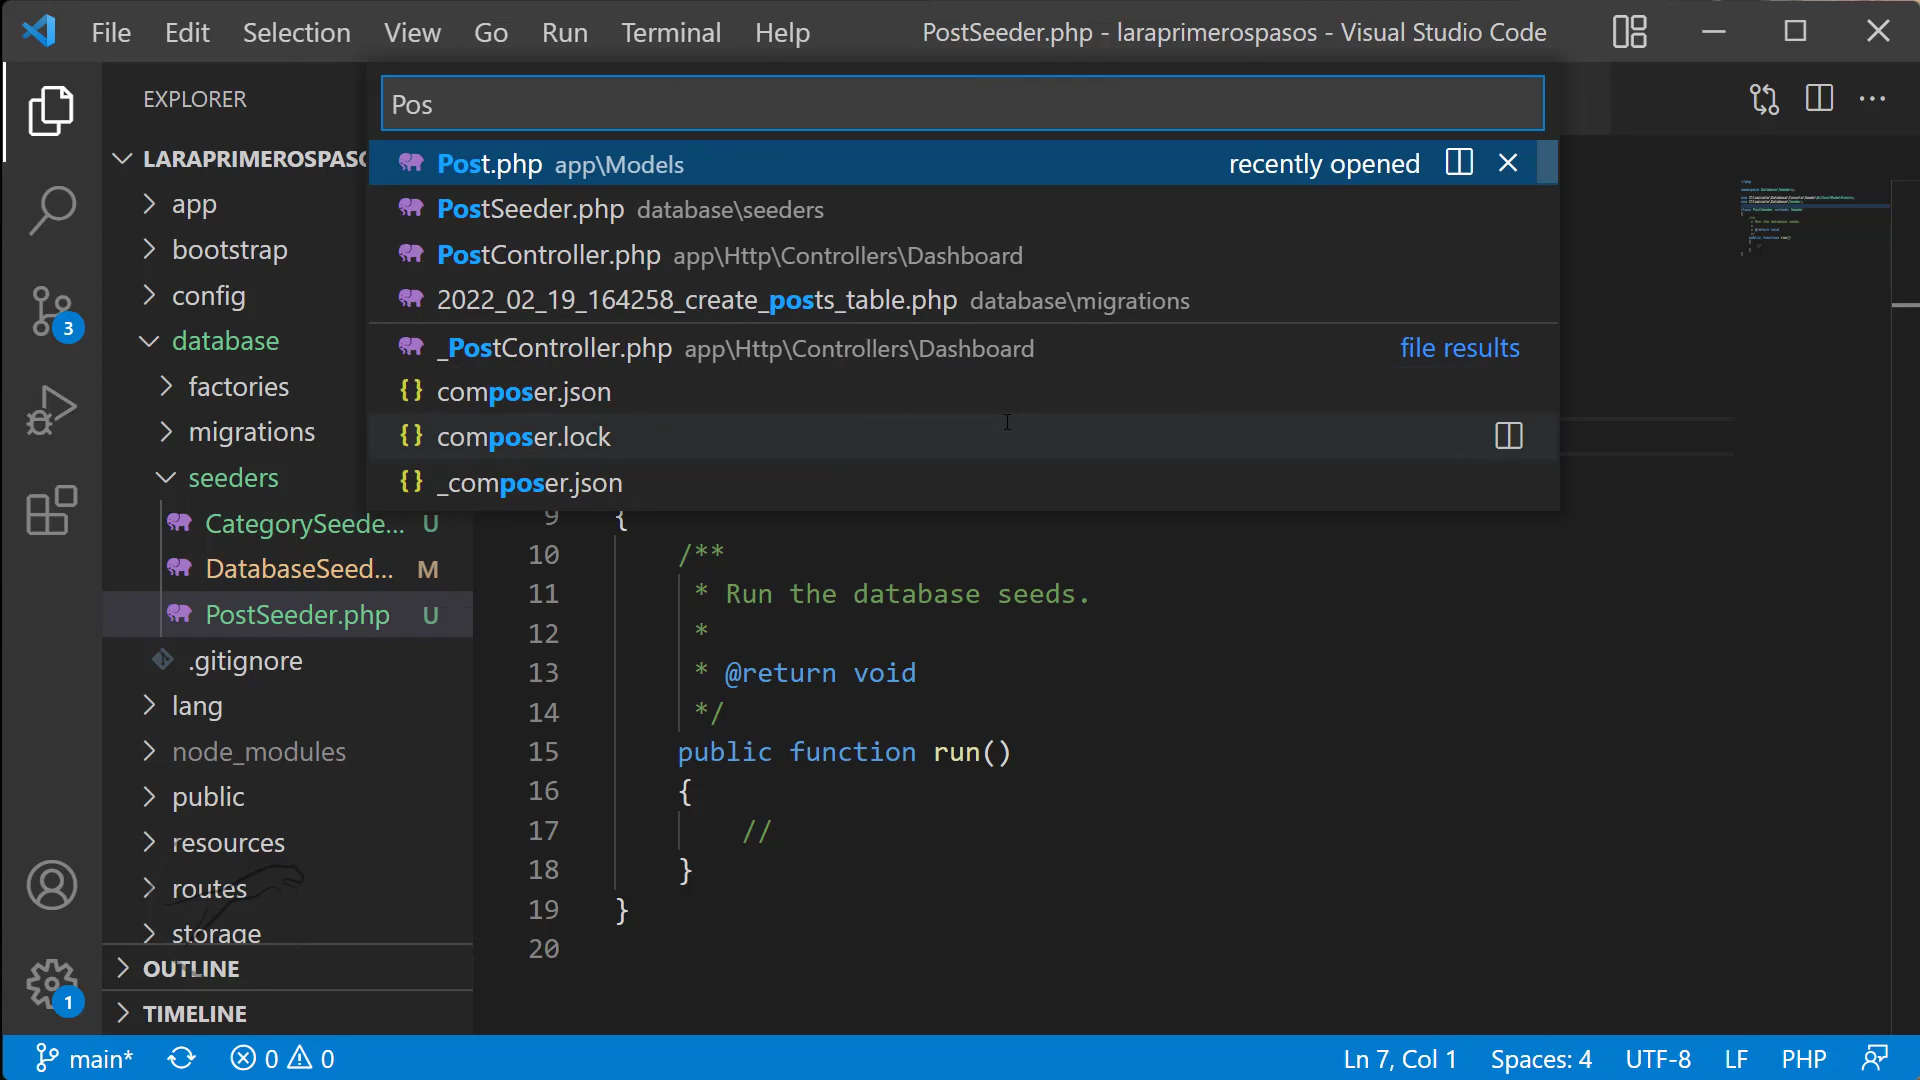 File Edit Selection View Go Run Terminal Help PostSeeder.php - laraprimerospasos - Visual Studio Code
EXPLORER
Pos
LARAPRIMEROSPASO
Post.php app\Models recently opened
app
PostSeeder.php database\seeders
bootstrap
PostController.php app\Http\Controllers\Dashboard
config
2022_02_19_164258_create_posts_table.php database\migrations
database
_PostController.php app\Http\Controllers\Dashboard file results
factories
{} composer.json
migrations
{} composer.lock
seeders
{} _composer.json
CategorySeede... U
9 {
DatabaseSeed... M
10 /**
PostSeeder.php U
11 * Run the database seeds.
12 *
.gitignore
13 * @return void
lang
14 */
node_modules
15 public function run()
public
16 {
resources
17 //
routes
18 }
storage
19 }
20
OUTLINE
TIMELINE
3
1
main* 0 0 Ln 7, Col 1 Spaces: 4 UTF-8 LF PHP